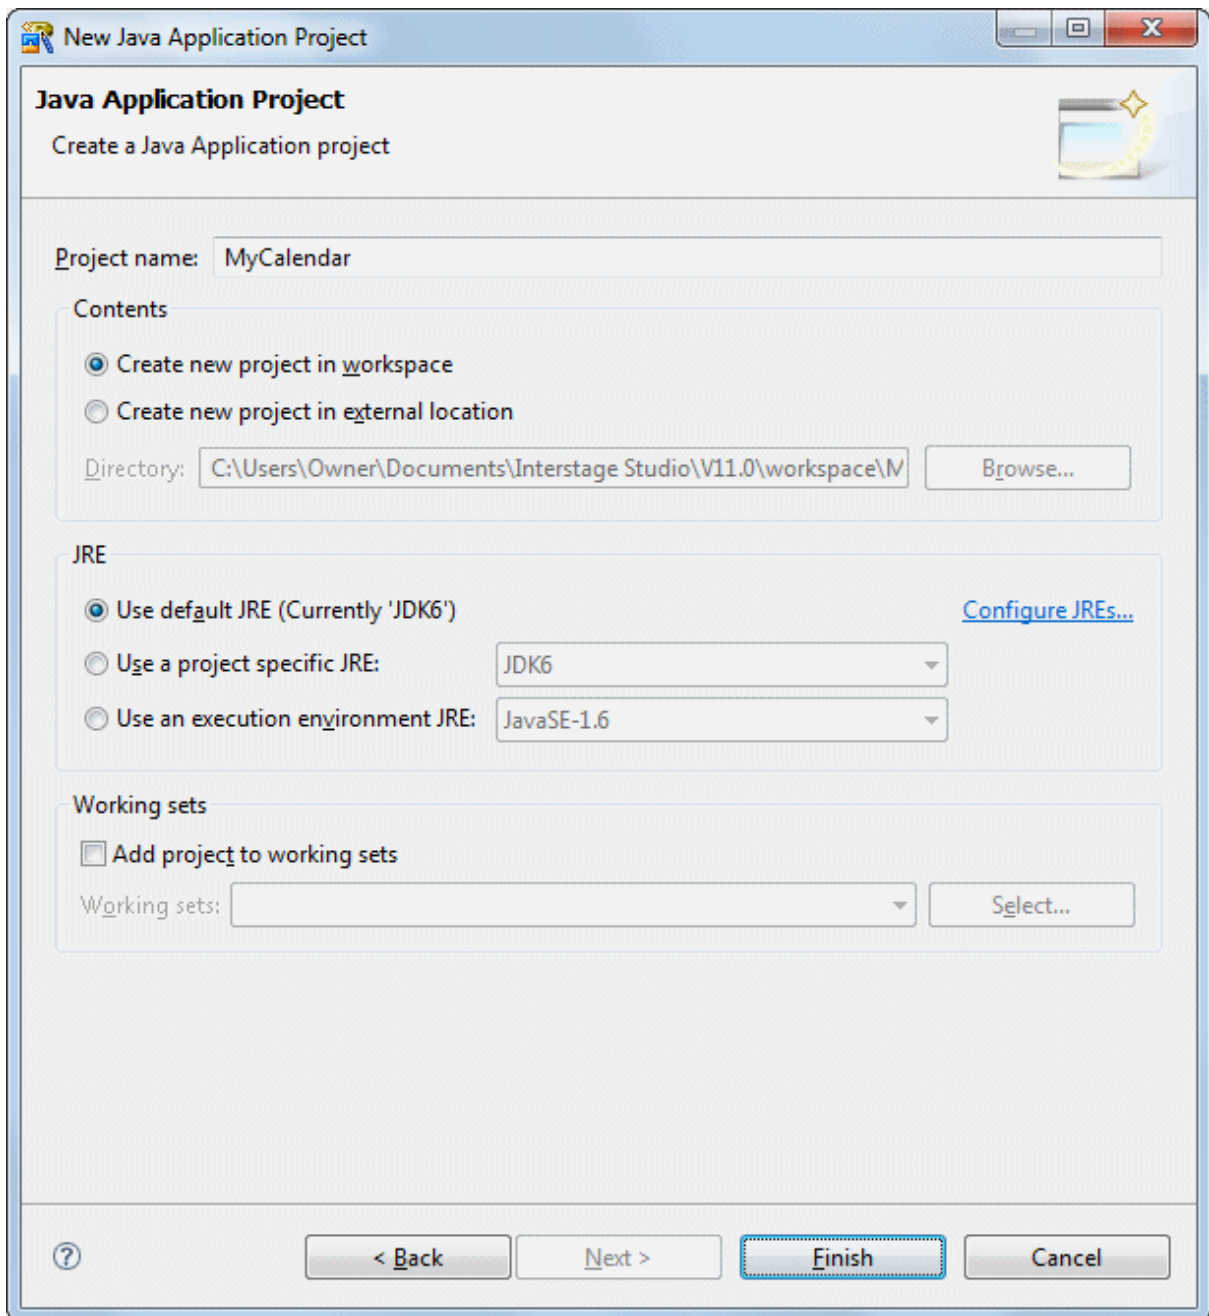 New Java Application Project
Java Application Project
Create a Java Application project
Project name: MyCalendar
Contents
Create new project in workspace
Create new project in external location
Directory: C:\Users\Owner\Documents\Interstage Studio\V11.0\workspace\M Browse...
JRE
Use default JRE (Currently 'JDK6') Configure JREs...
Use a project specific JRE: JDK6
Use an execution environment JRE: JavaSE-1.6
Working sets
Add project to working sets
Working sets: Select...
? < Back Next > Finish Cancel